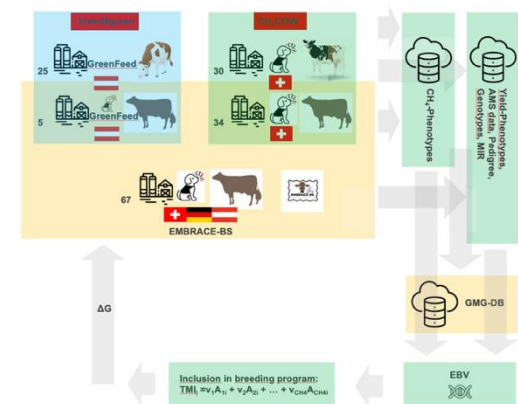 25
GreenFeed
5
GreenFeed
30
34
67
EMBRACE-BS
CH₄-Phenotypes
Yield-Phenotypes,
AMS data, Pedigree,
Genotypes, MIR
GMG-DB
ΔG
Inclusion in breeding program:
TMIᵢ =v₁A₁ᵢ + v₂A₂ᵢ + … + vCH4ACH4i
EBV